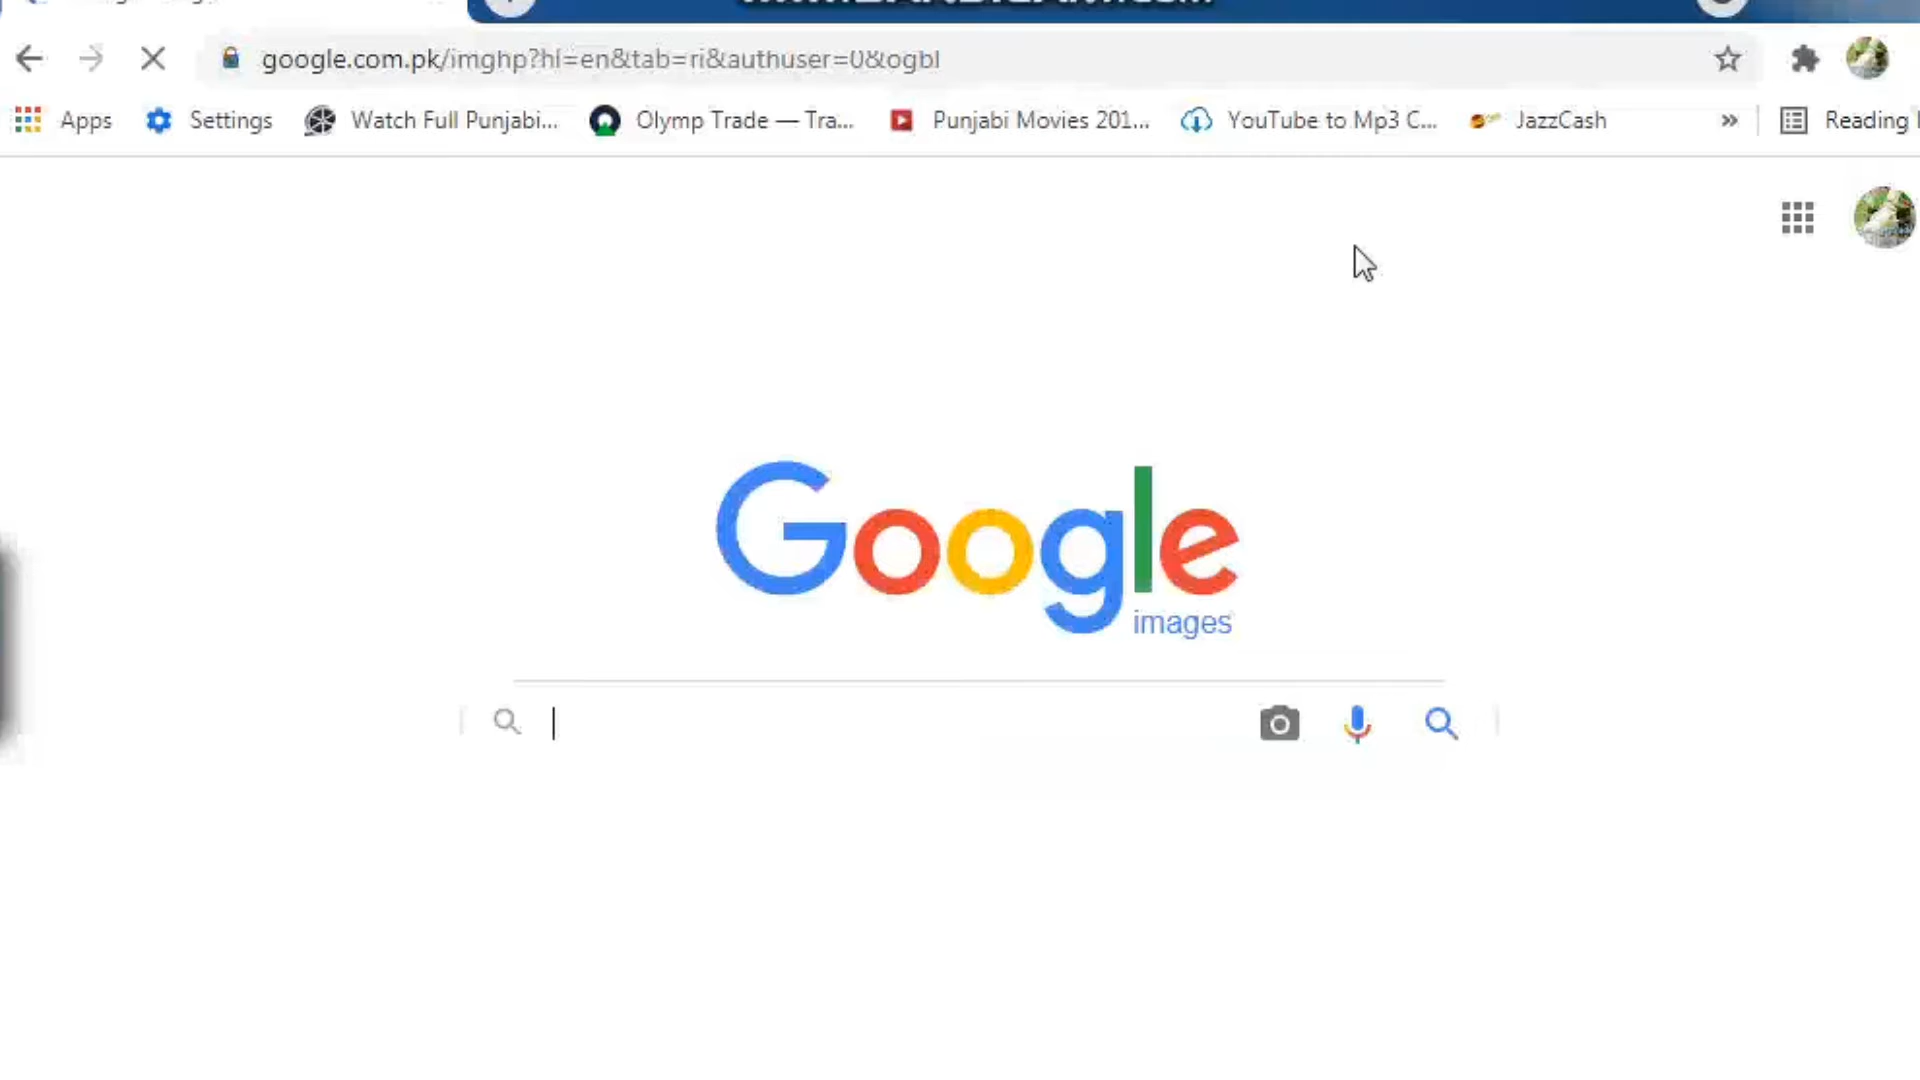 google.com.pk/imghp?hl=en&tab=ri&authuser=0&ogbl
Apps Settings Watch Full Punjabi... Olymp Trade — Tra... Punjabi Movies 201... YouTube to Mp3 C... JazzCash » Reading
Google
images